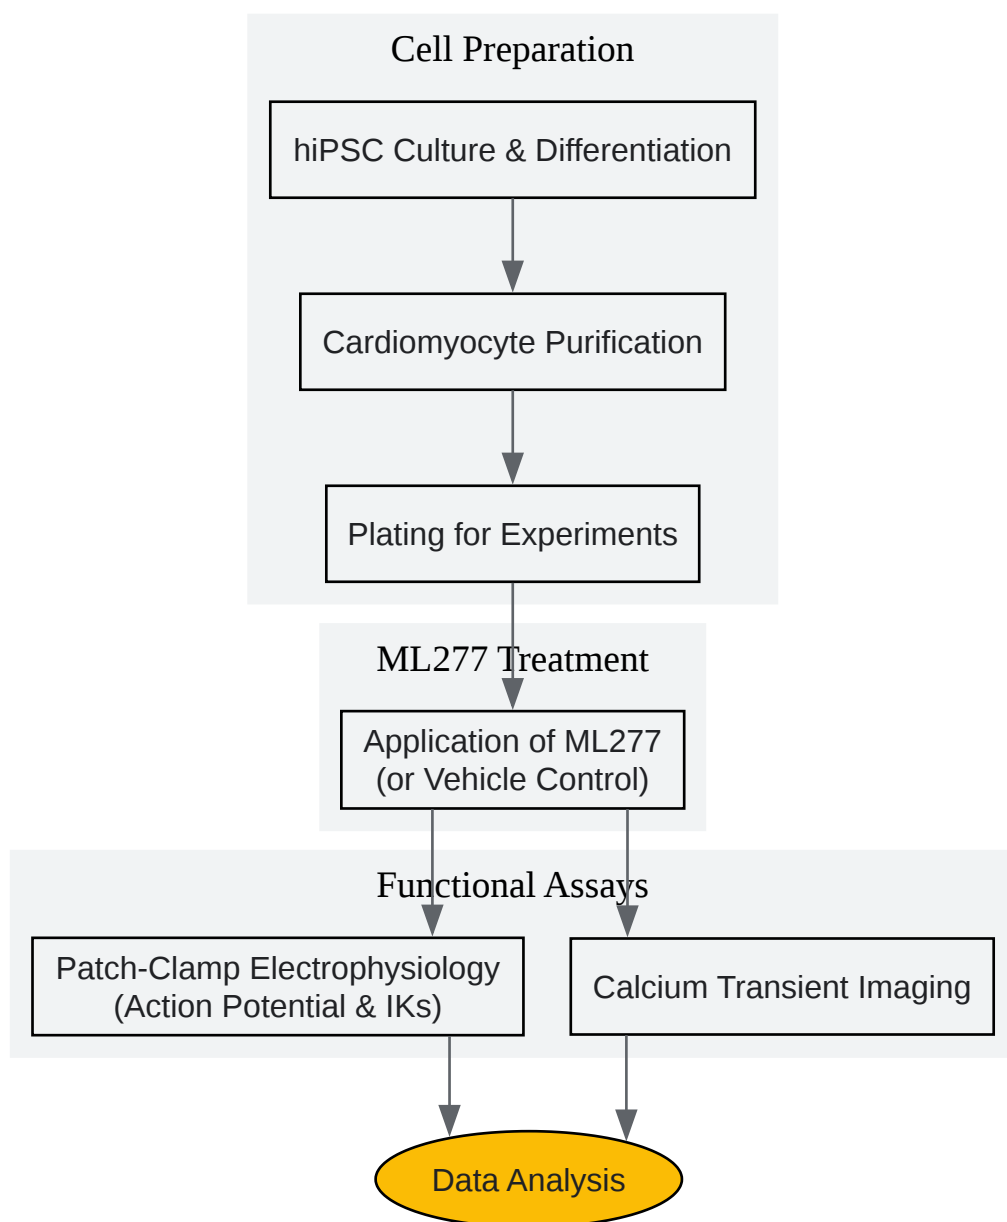 Cell Preparation
hiPSC Culture & Differentiation
Cardiomyocyte Purification
Plating for Experiments
ML277 Treatment
Application of ML277
(or Vehicle Control)
Functional Assays
Patch-Clamp Electrophysiology
(Action Potential & IKs)
Calcium Transient Imaging
Data Analysis